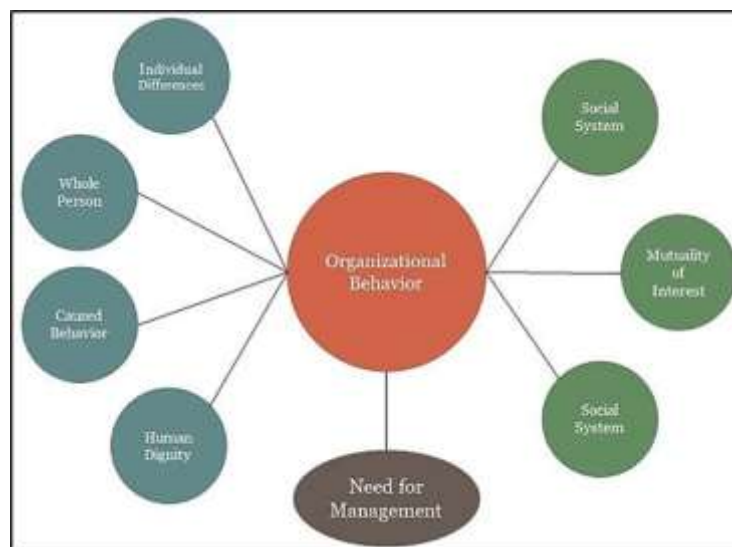 Individual
Differences
Whole
Person
Caused
Behavior
Human
Dignity
Organizational
Behavior
Need for
Management
Social
System
Mutuality
of
Interest
Social
System